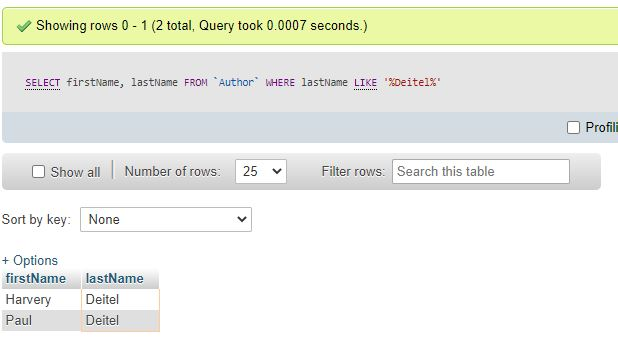 Showing rows 0 - 1 (2 total, Query took 0.0007 seconds.)
SELECT firstName, lastName FROM `Author` WHERE lastName LIKE '%Deitel%'
Profili
Show all Number of rows: 25 Filter rows: Search this table
Sort by key: None
+ Options
firstName lastName
Harvery Deitel
Paul Deitel